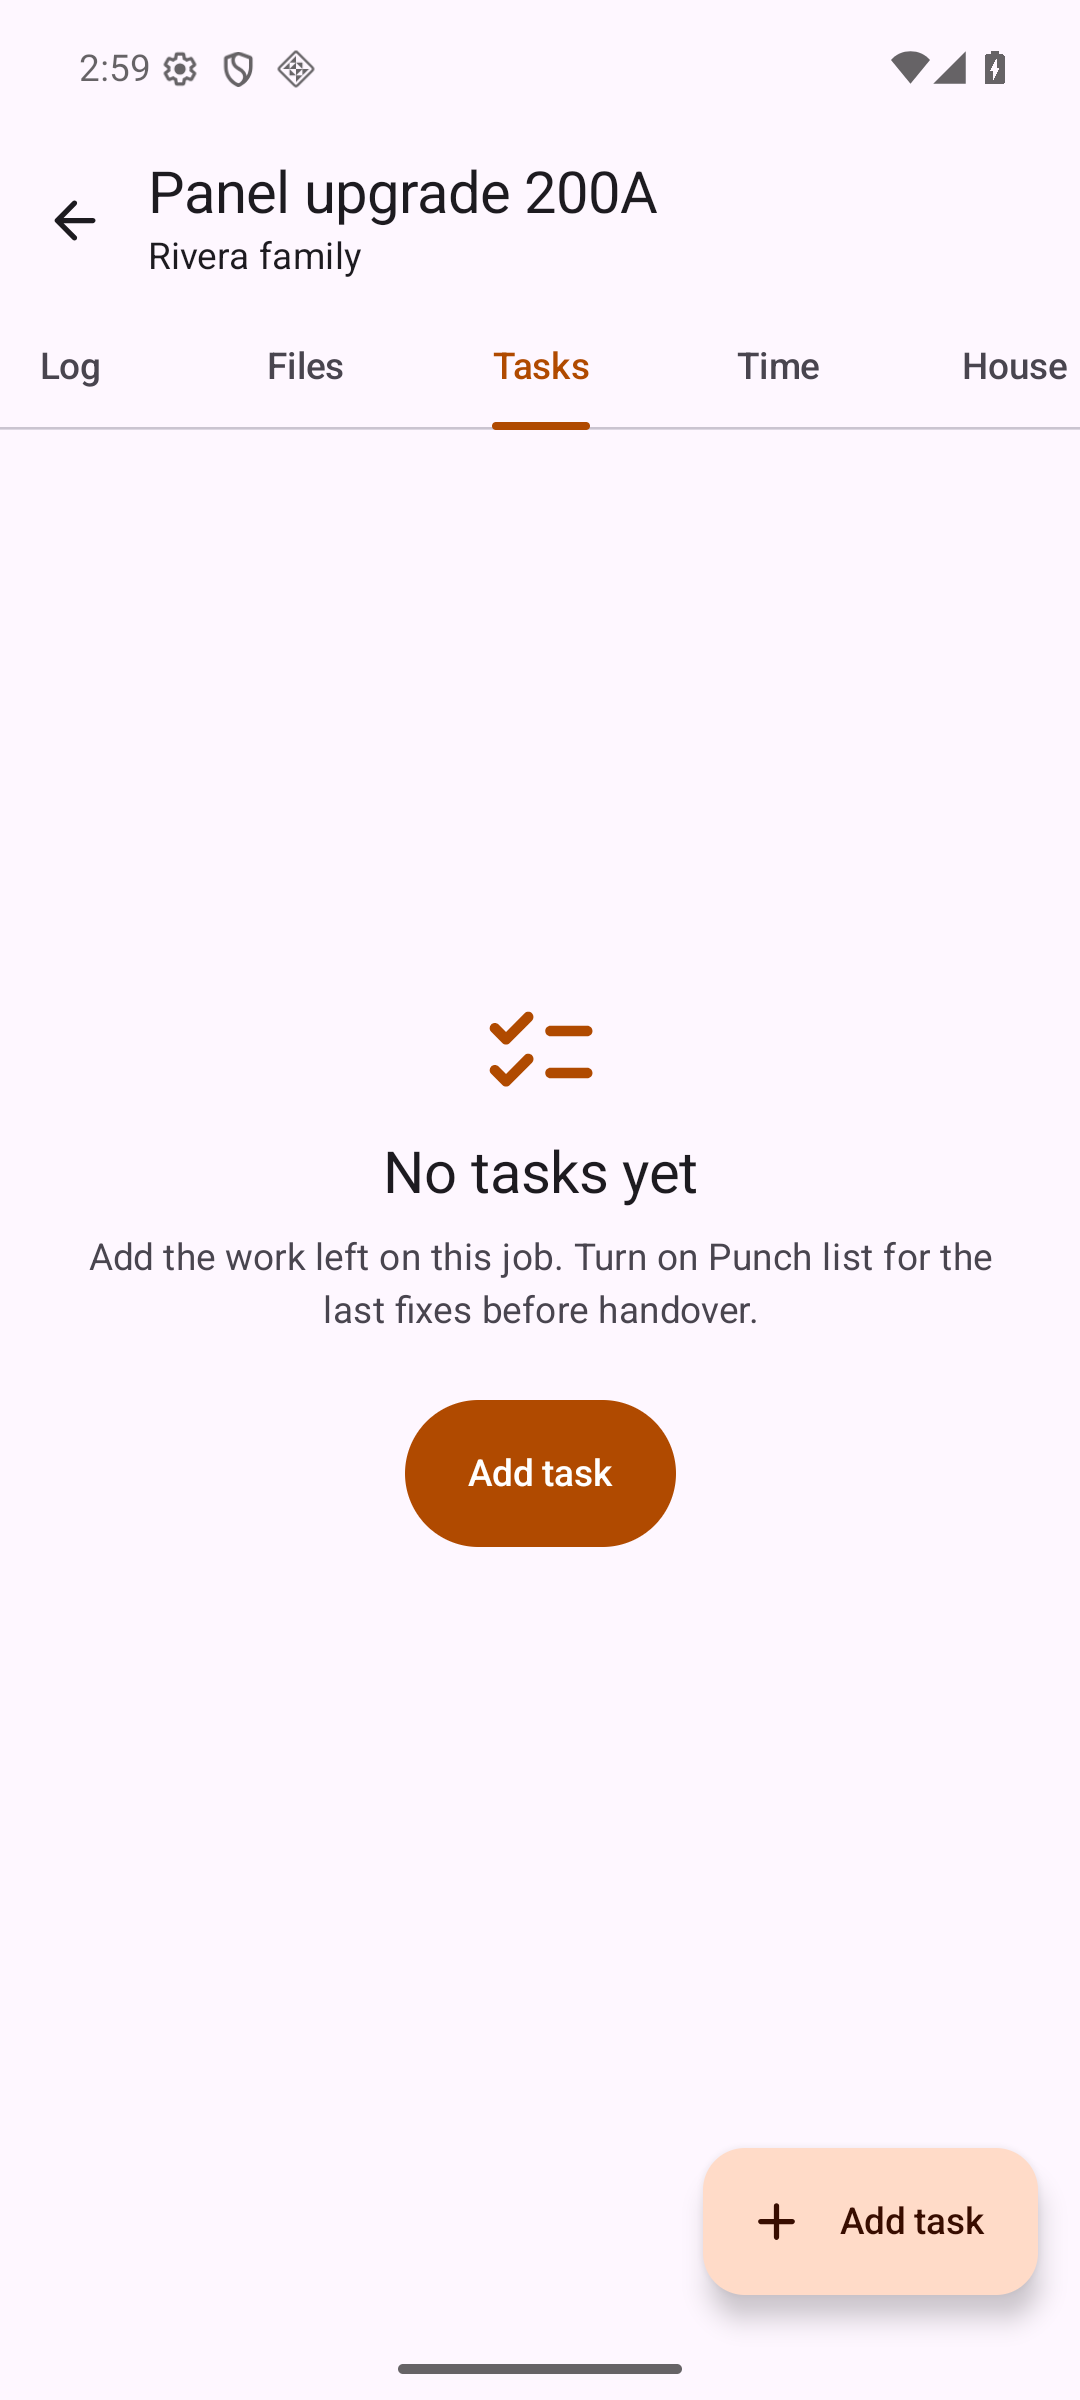 2:59
Panel upgrade 200A
Rivera family
Log Files Tasks Time House
No tasks yet
Add the work left on this job. Turn on Punch list for the
last fixes before handover.
Add task
Add task